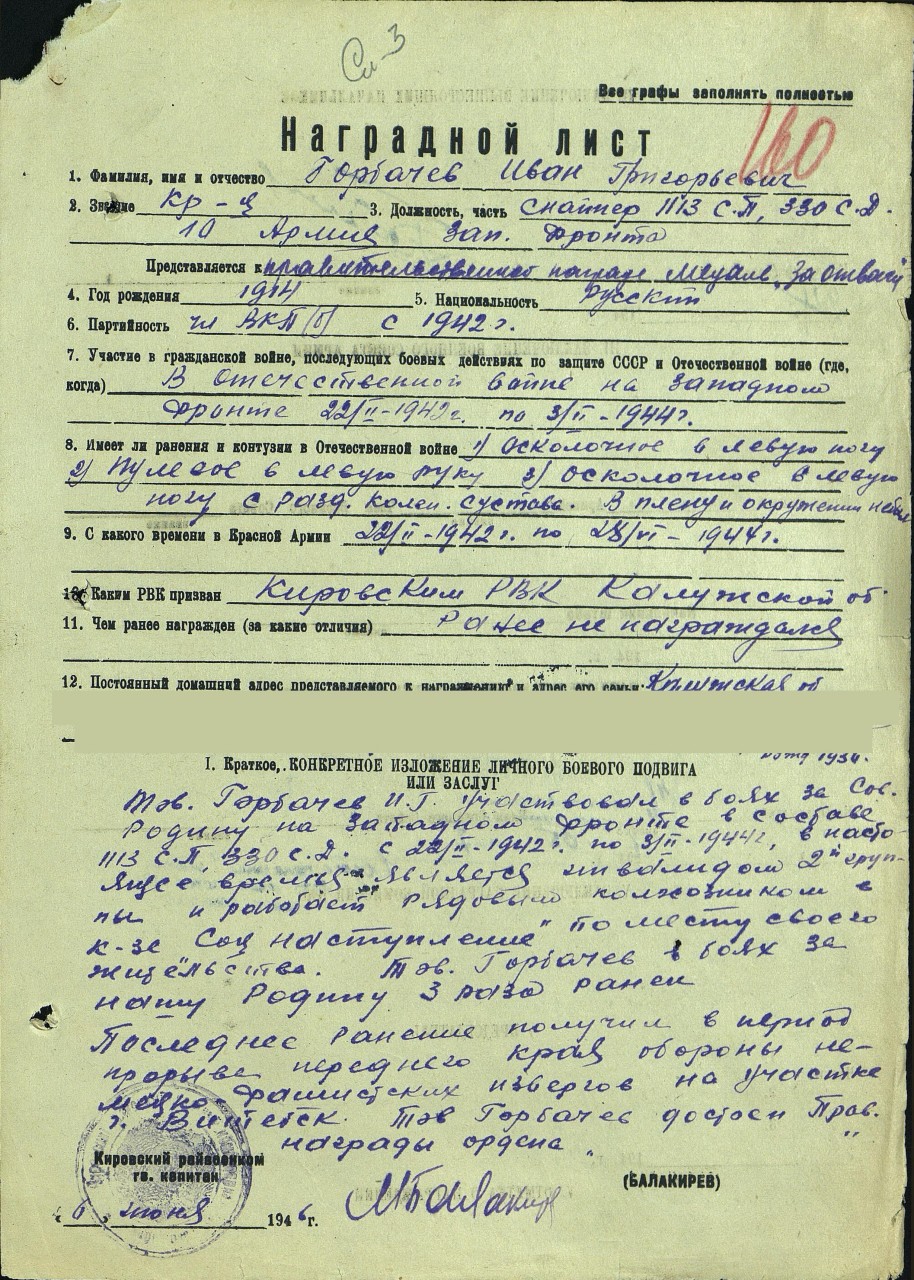 Сл-3
Все графы заполнять полностью
160
Наградной лист
1. Фамилия, имя и отчество Горбачев Иван Григорьевич
2. Звание Кр-ц 3. Должность, часть снайпер 1113 С.П, 330 С.Д.
10 Армия Зап. Фронта
Представляется к правительственной награде медаль "За отвагу"
4. Год рождения 1914 5. Национальность Русский
6. Партийность чл ВКП(б) с 1942 г.
7. Участие в гражданской войне, последующих боевых действиях по защите СССР и Отечественной войне (где,
когда) В Отечественной войне на Западном
Фронте 22/II-1942 г. по 3/II-1944 г.
8. Имеет ли ранения и контузии в Отечественной войне 1) Осколочное в левую ногу
2) Пулевое в левую руку 3) Осколочное в левую
ногу с разд. колен. сустава. В плену и окружении не был
9. С какого времени в Красной Армии 22/II-1942 г. по 28/VI-1944 г.
10. Каким РВК призван Кировским РВК Калужской об.
11. Чем ранее награжден (за какие отличия) Ранее не награждался
12. Постоянный домашний адрес представляемого к награждению и адрес его семьи: Калужская об
I. Краткое, КОНКРЕТНОЕ ИЗЛОЖЕНИЕ ЛИЧНОГО БОЕВОГО ПОДВИГА
ИЛИ ЗАСЛУГ
Тов. Горбачев И.Г. участвовал в боях за Сов.
Родину на Западном фронте в составе
1113 С.П 330 С.Д. с 22/II-1942 г. по 3/II-1944 г, в насто-
ящее время является инвалидом 2й груп-
пы и работает рядовым колхозником в
к-зе "Соц наступление" по месту своего
жительства. Тов. Горбачев в боях за
нашу Родину 3 раза ранен
Последнее ранение получил в период
прорыва переднего края обороны не-
мецко фашистских извергов на участке
г. Витебск. Тов Горбачев достоен Прав.
награды ордена " "
Кировский райвоенком
гв. капитан
(БАЛАКИРЕВ)
МБалакирев
"6" июня 1946 г.